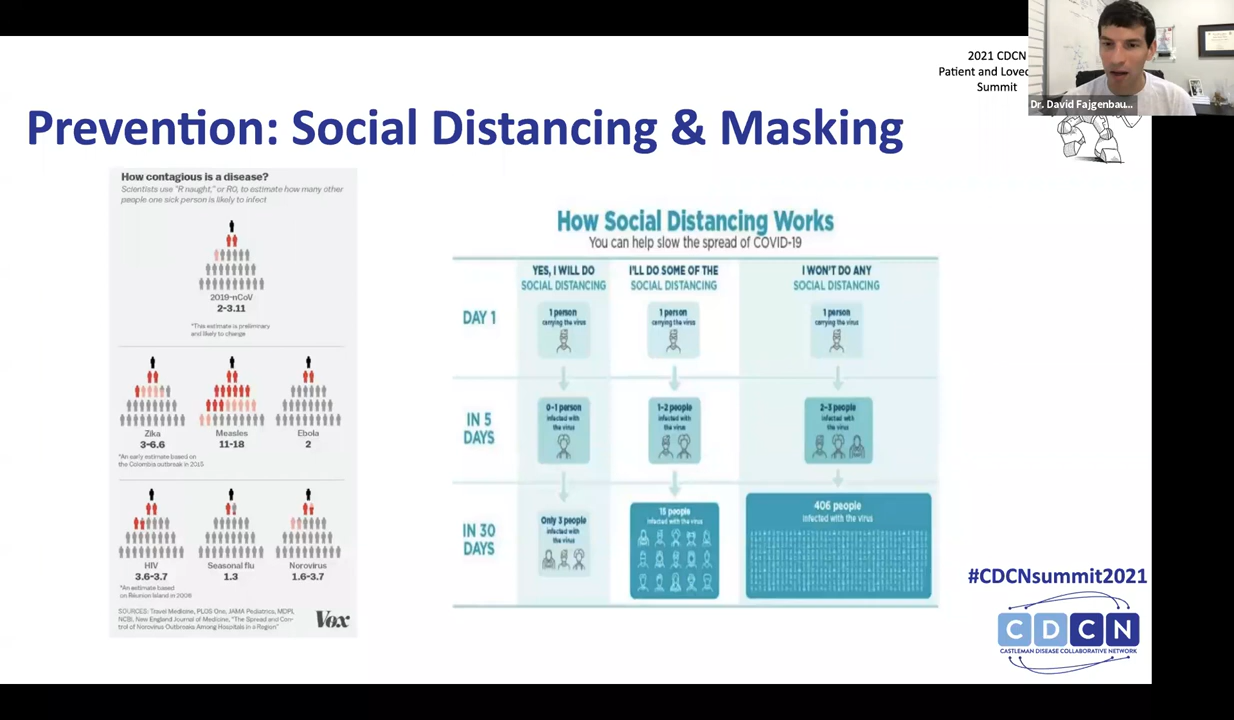 2021 CDCN
Patient and Loved
Summit
Dr. David Fajgenbau...
Prevention: Social Distancing & Masking
How contagious is a disease?
Scientists use "R naught," or R0, to estimate how many other
people one sick person is likely to infect
2019-nCoV
2-3.11
*This estimate is preliminary
and likely to change
Zika
3-6.6
*An early estimate based on
the Colombia outbreak in 2015
Measles
11-18
Ebola
2
HIV
3.6-3.7
*An estimate based
on Réunion Island in 2009
Seasonal flu
1.3
Norovirus
1.6-3.7
SOURCES: Travel Medicine, PLOS One, JAMA Pediatrics, MDPI,
NCBI, New England Journal of Medicine, "The Spread and Con-
trol of Norovirus Outbreaks Among Hospitals in a Region"
Vox
How Social Distancing Works
You can help slow the spread of COVID-19
YES, I WILL DO
SOCIAL DISTANCING
I'LL DO SOME OF THE
SOCIAL DISTANCING
I WON'T DO ANY
SOCIAL DISTANCING
DAY 1
1 person
carrying the virus
1 person
carrying the virus
1 person
carrying the virus
IN 5
DAYS
0-1 person
infected with
the virus
1-2 people
infected with
the virus
2-3 people
infected with
the virus
IN 30
DAYS
Only 3 people
infected with
the virus
15 people
infected with the virus
406 people
infected with the virus
#CDCNsummit2021
CDCN
CASTLEMAN DISEASE COLLABORATIVE NETWORK